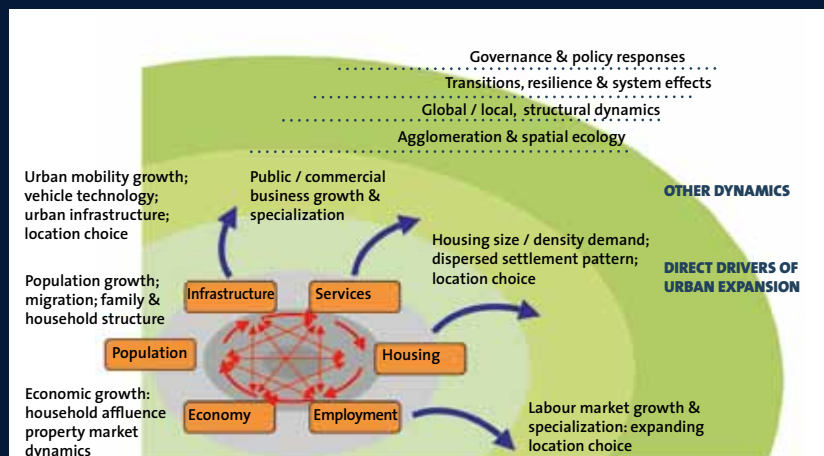 Governance & policy responses
Transitions, resilience & system effects
Global / local, structural dynamics
Agglomeration & spatial ecology
Urban mobility growth;
vehicle technology;
urban infrastructure;
location choice
Public / commercial
business growth &
specialization
OTHER DYNAMICS
Housing size / density demand;
dispersed settlement pattern;
location choice
DIRECT DRIVERS OF
URBAN EXPANSION
Population growth;
migration; family &
household structure
Infrastructure
Services
Population
Housing
Economic growth:
household affluence
property market
dynamics
Economy
Employment
Labour market growth &
specialization: expanding
location choice